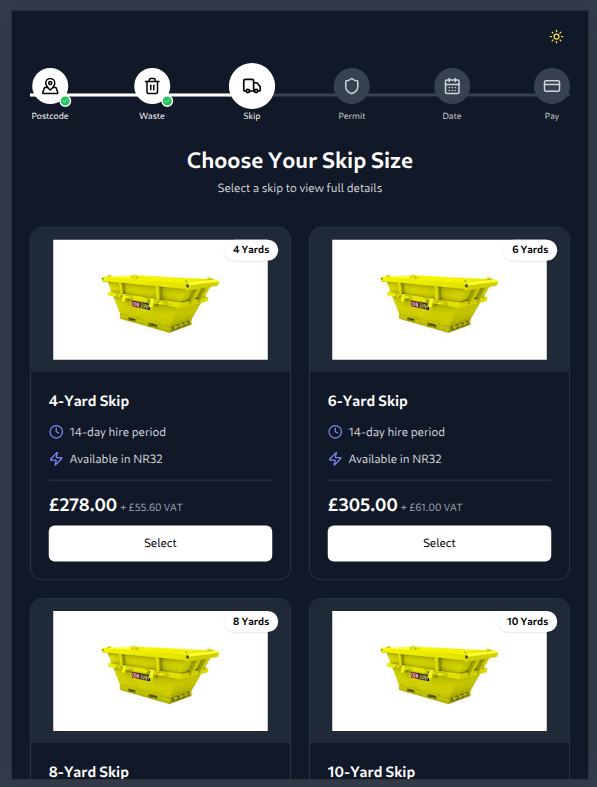 Postcode
Waste
Skip
Permit
Date
Pay
Choose Your Skip Size
Select a skip to view full details
4 Yards
6 Yards
4-Yard Skip
14-day hire period
Available in NR32
£278.00 + £55.60 VAT
Select
6-Yard Skip
14-day hire period
Available in NR32
£305.00 + £61.00 VAT
Select
8 Yards
10 Yards
8-Yard Skip
10-Yard Skip